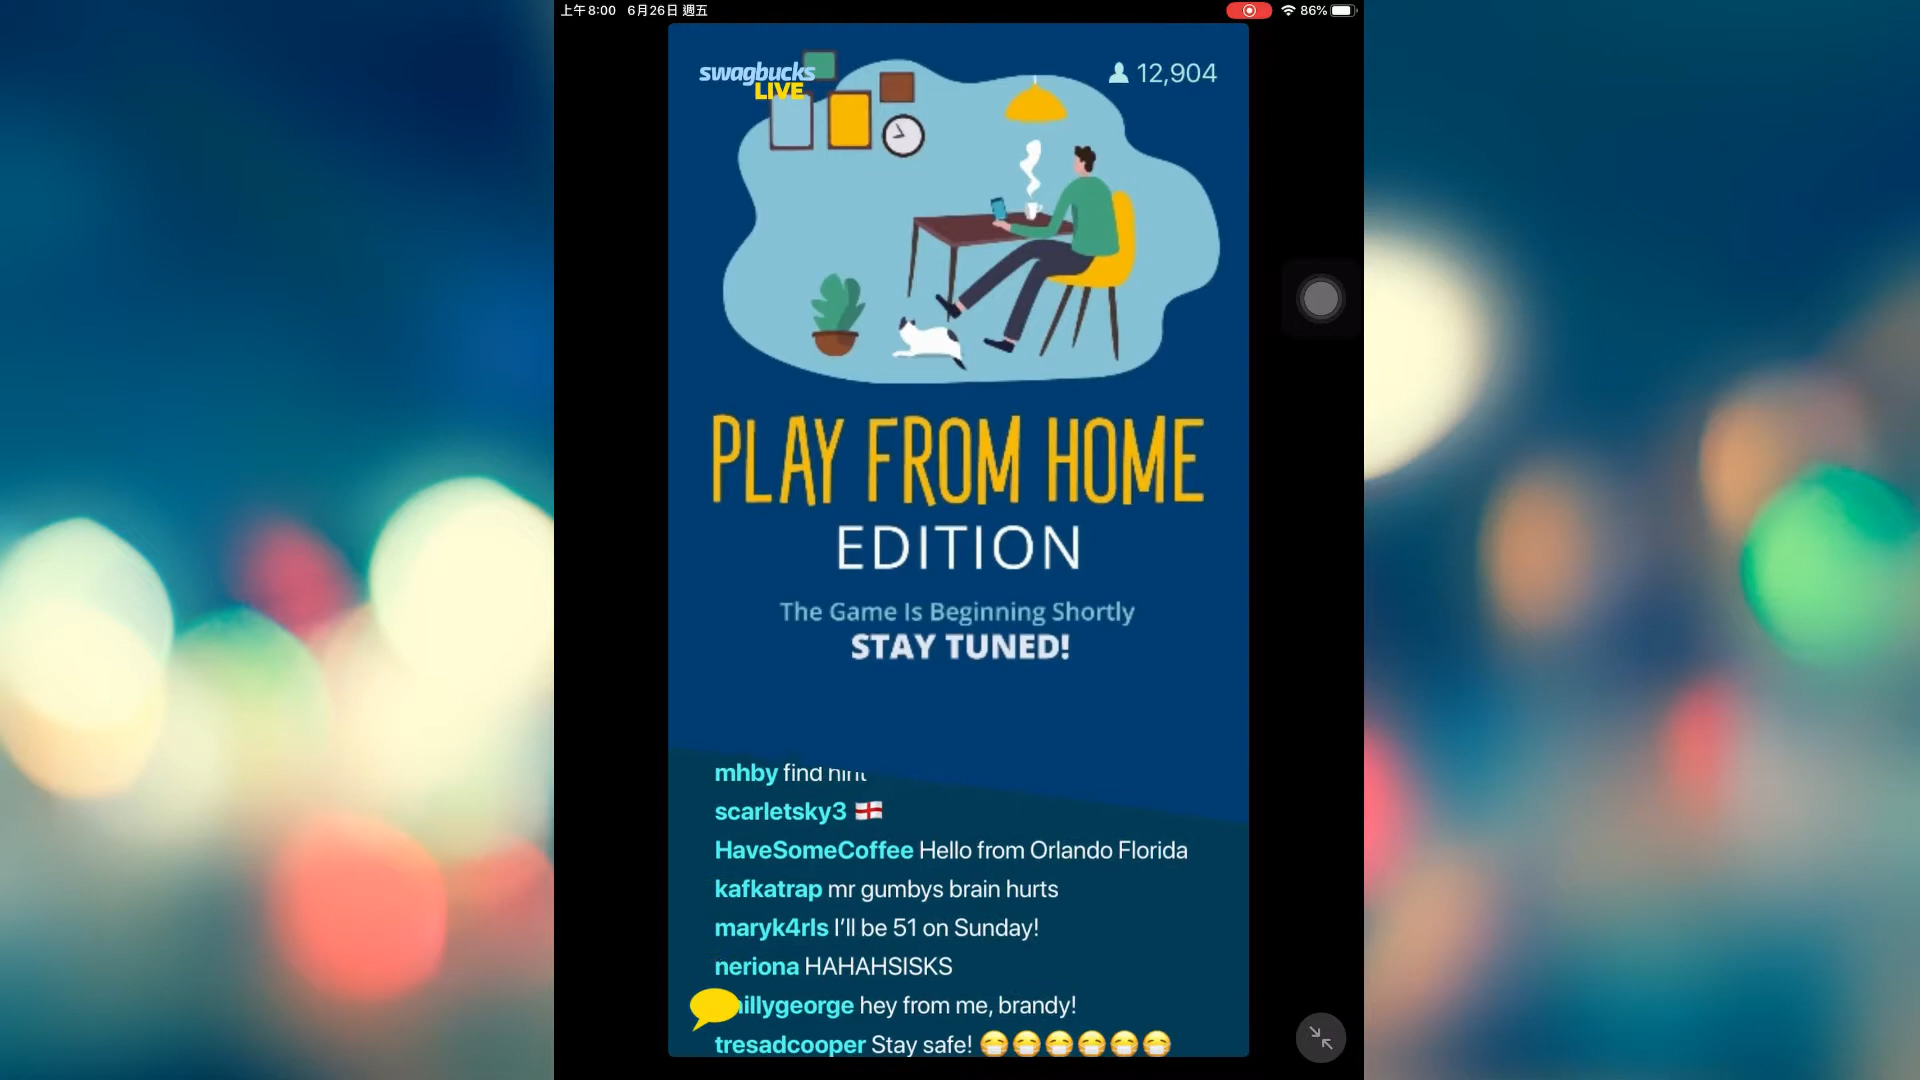 上午8:00 6月26日 週五
86%
swagbucks
LIVE
12,904
PLAY FROM HOME
EDITION
The Game Is Beginning Shortly
STAY TUNED!
mhby find hint
scarletsky3 🏴󠁧󠁢󠁥󠁮󠁧󠁿
HaveSomeCoffee Hello from Orlando Florida
kafkatrap mr gumbys brain hurts
maryk4rls I'll be 51 on Sunday!
neriona HAHAHSISKS
illygeorge hey from me, brandy!
tresadcooper Stay safe! 😷😷😷😷😷😷